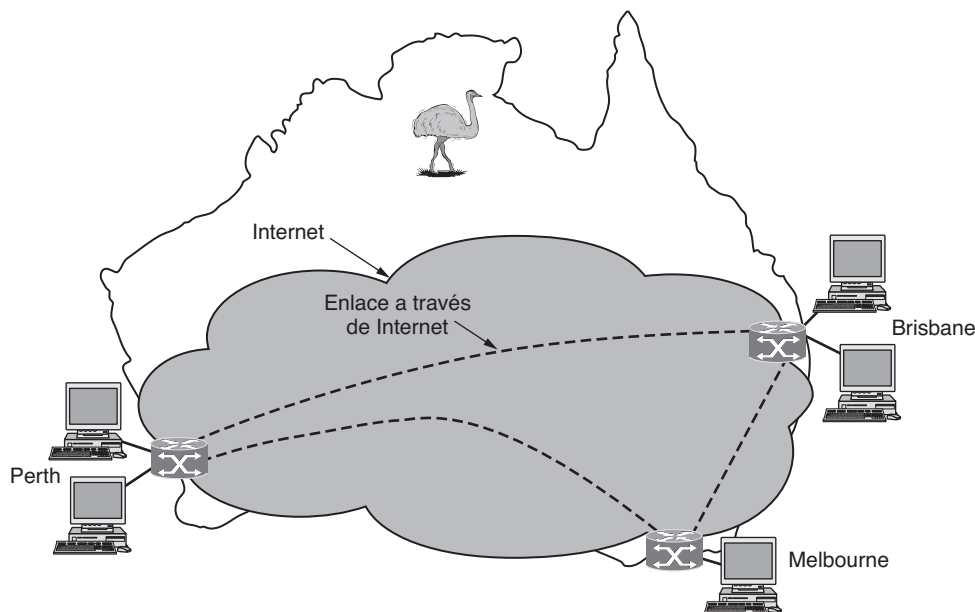 Internet
Enlace a través
de Internet
Brisbane
Perth
Melbourne